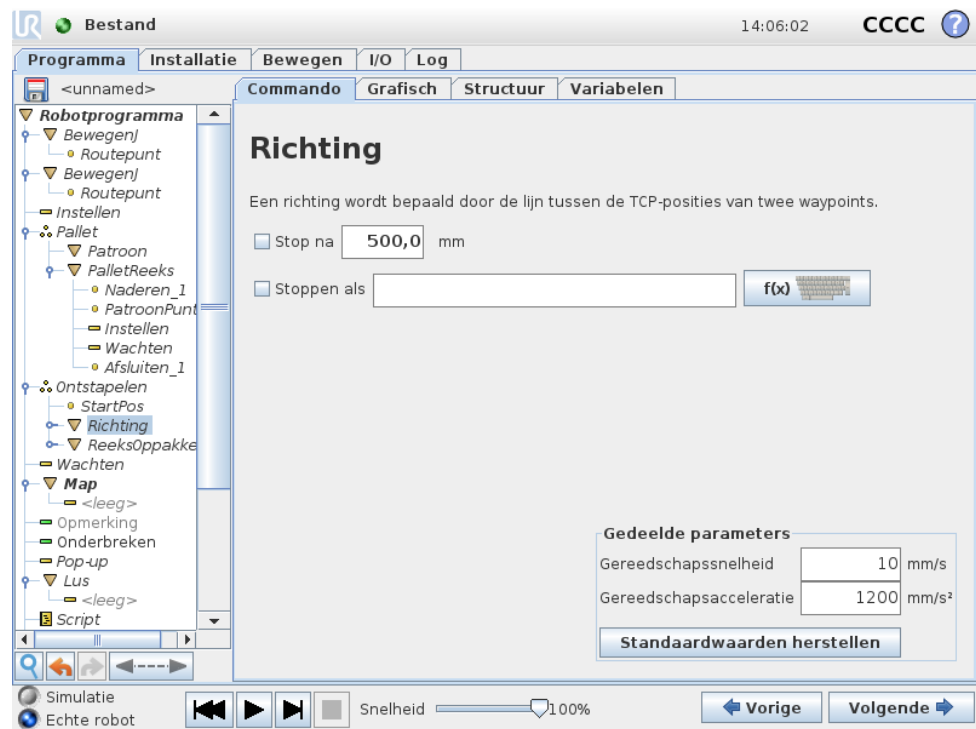 UR Bestand 14:06:02 CCCC ?
Programma Installatie Bewegen I/O Log
<unnamed>
Commando Grafisch Structuur Variabelen
Robotprogramma
BewegenJ
Routepunt
BewegenJ
Routepunt
Instellen
Pallet
Patroon
PalletReeks
Naderen_1
PatroonPunt
Instellen
Wachten
Afsluiten_1
Ontstapelen
StartPos
Richting
ReeksOppakke
Wachten
Map
<leeg>
Opmerking
Onderbreken
Pop-up
Lus
<leeg>
Script
Richting
Een richting wordt bepaald door de lijn tussen de TCP-posities van twee waypoints.
Stop na 500,0 mm
Stoppen als f(x)
Gedeelde parameters
Gereedschapssnelheid 10 mm/s
Gereedschapsacceleratie 1200 mm/s²
Standaardwaarden herstellen
Simulatie
Echte robot
Snelheid 100%
Vorige
Volgende